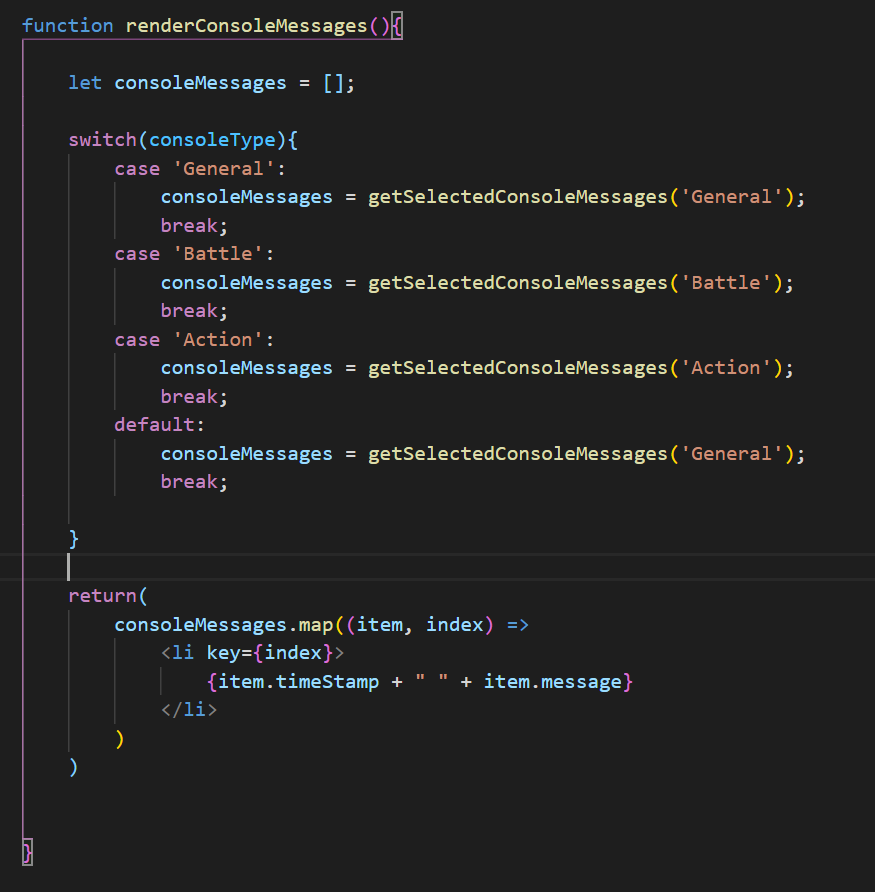 function renderConsoleMessages(){
let consoleMessages = [];
switch(consoleType){
case 'General':
consoleMessages = getSelectedConsoleMessages('General');
break;
case 'Battle':
consoleMessages = getSelectedConsoleMessages('Battle');
break;
case 'Action':
consoleMessages = getSelectedConsoleMessages('Action');
break;
default:
consoleMessages = getSelectedConsoleMessages('General');
break;
}
return(
consoleMessages.map((item, index) =>
<li key={index}>
{item.timeStamp + " " + item.message}
</li>
)
)
}